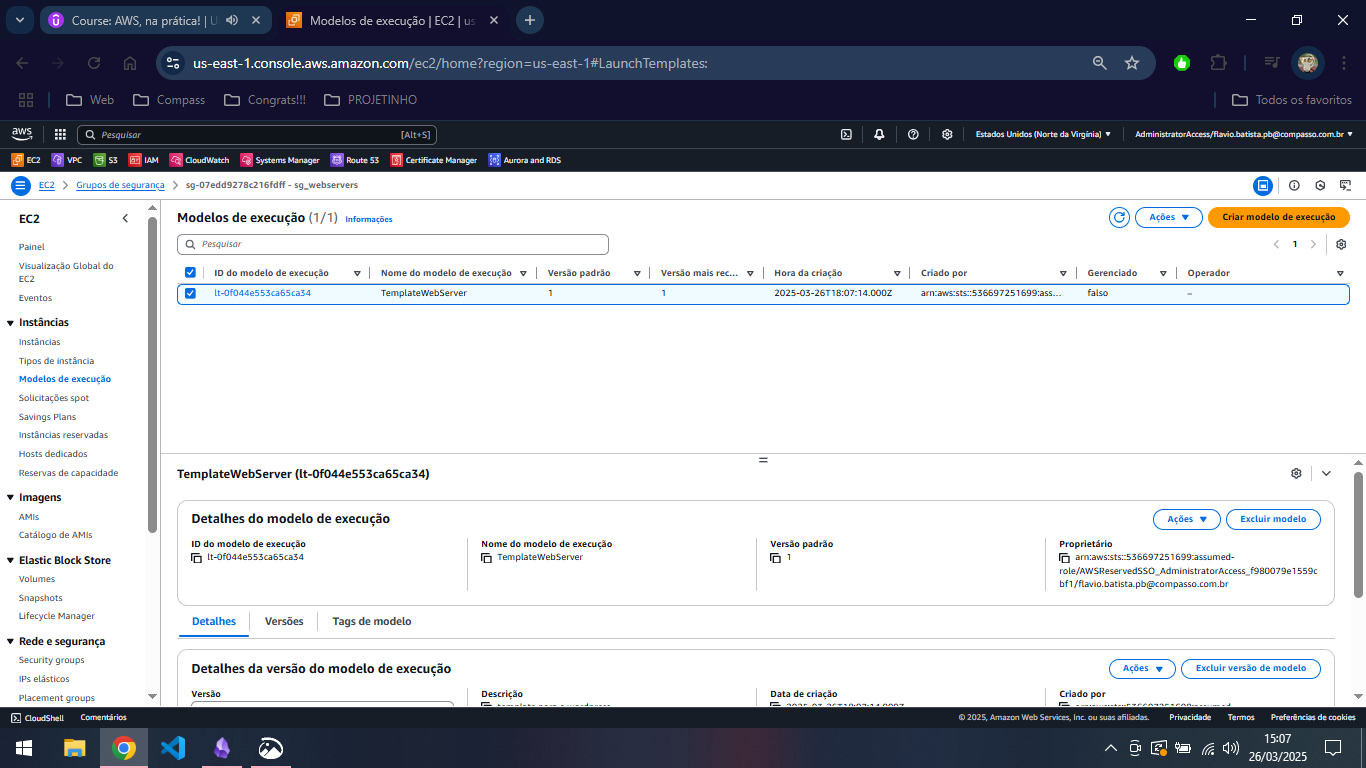 Course: AWS, na prática! | U
Modelos de execução | EC2 | us
us-east-1.console.aws.amazon.com/ec2/home?region=us-east-1#LaunchTemplates:
Web
Compass
Congrats!!!
PROJETINHO
Todos os favoritos
aws
Pesquisar
[Alt+S]
Estados Unidos (Norte da Virgínia)
AdministratorAccess/flavio.batista.pb@compasso.com.br
EC2
VPC
S3
IAM
CloudWatch
Systems Manager
Route 53
Certificate Manager
Aurora and RDS
EC2
Grupos de segurança
sg-07edd9278c216fdff - sg_webservers
EC2
Painel
Visualização Global do
EC2
Eventos
Instâncias
Instâncias
Tipos de instância
Modelos de execução
Solicitações spot
Savings Plans
Instâncias reservadas
Hosts dedicados
Reservas de capacidade
Imagens
AMIs
Catálogo de AMIs
Elastic Block Store
Volumes
Snapshots
Lifecycle Manager
Rede e segurança
Security groups
IPs elásticos
Placement groups
Modelos de execução (1/1) Informações
Ações
Criar modelo de execução
Pesquisar
1
ID do modelo de execução
Nome do modelo de execução
Versão padrão
Versão mais rec...
Hora da criação
Criado por
Gerenciado
Operador
lt-0f044e553ca65ca34
TemplateWebServer
1
1
2025-03-26T18:07:14.000Z
arn:aws:sts::536697251699:ass...
falso
–
TemplateWebServer (lt-0f044e553ca65ca34)
Detalhes do modelo de execução
Ações
Excluir modelo
ID do modelo de execução
lt-0f044e553ca65ca34
Nome do modelo de execução
TemplateWebServer
Versão padrão
1
Proprietário
arn:aws:sts::536697251699:assumed-
role/AWSReservedSSO_AdministratorAccess_f980079e1559c
bf1/flavio.batista.pb@compasso.com.br
Detalhes
Versões
Tags de modelo
Detalhes da versão do modelo de execução
Ações
Excluir versão de modelo
Versão
Descrição
Data de criação
2025-03-26T18:07:14.000Z
Criado por
CloudShell
Comentários
© 2025, Amazon Web Services, Inc. ou suas afiliadas.
Privacidade
Termos
Preferências de cookies
15:07
26/03/2025